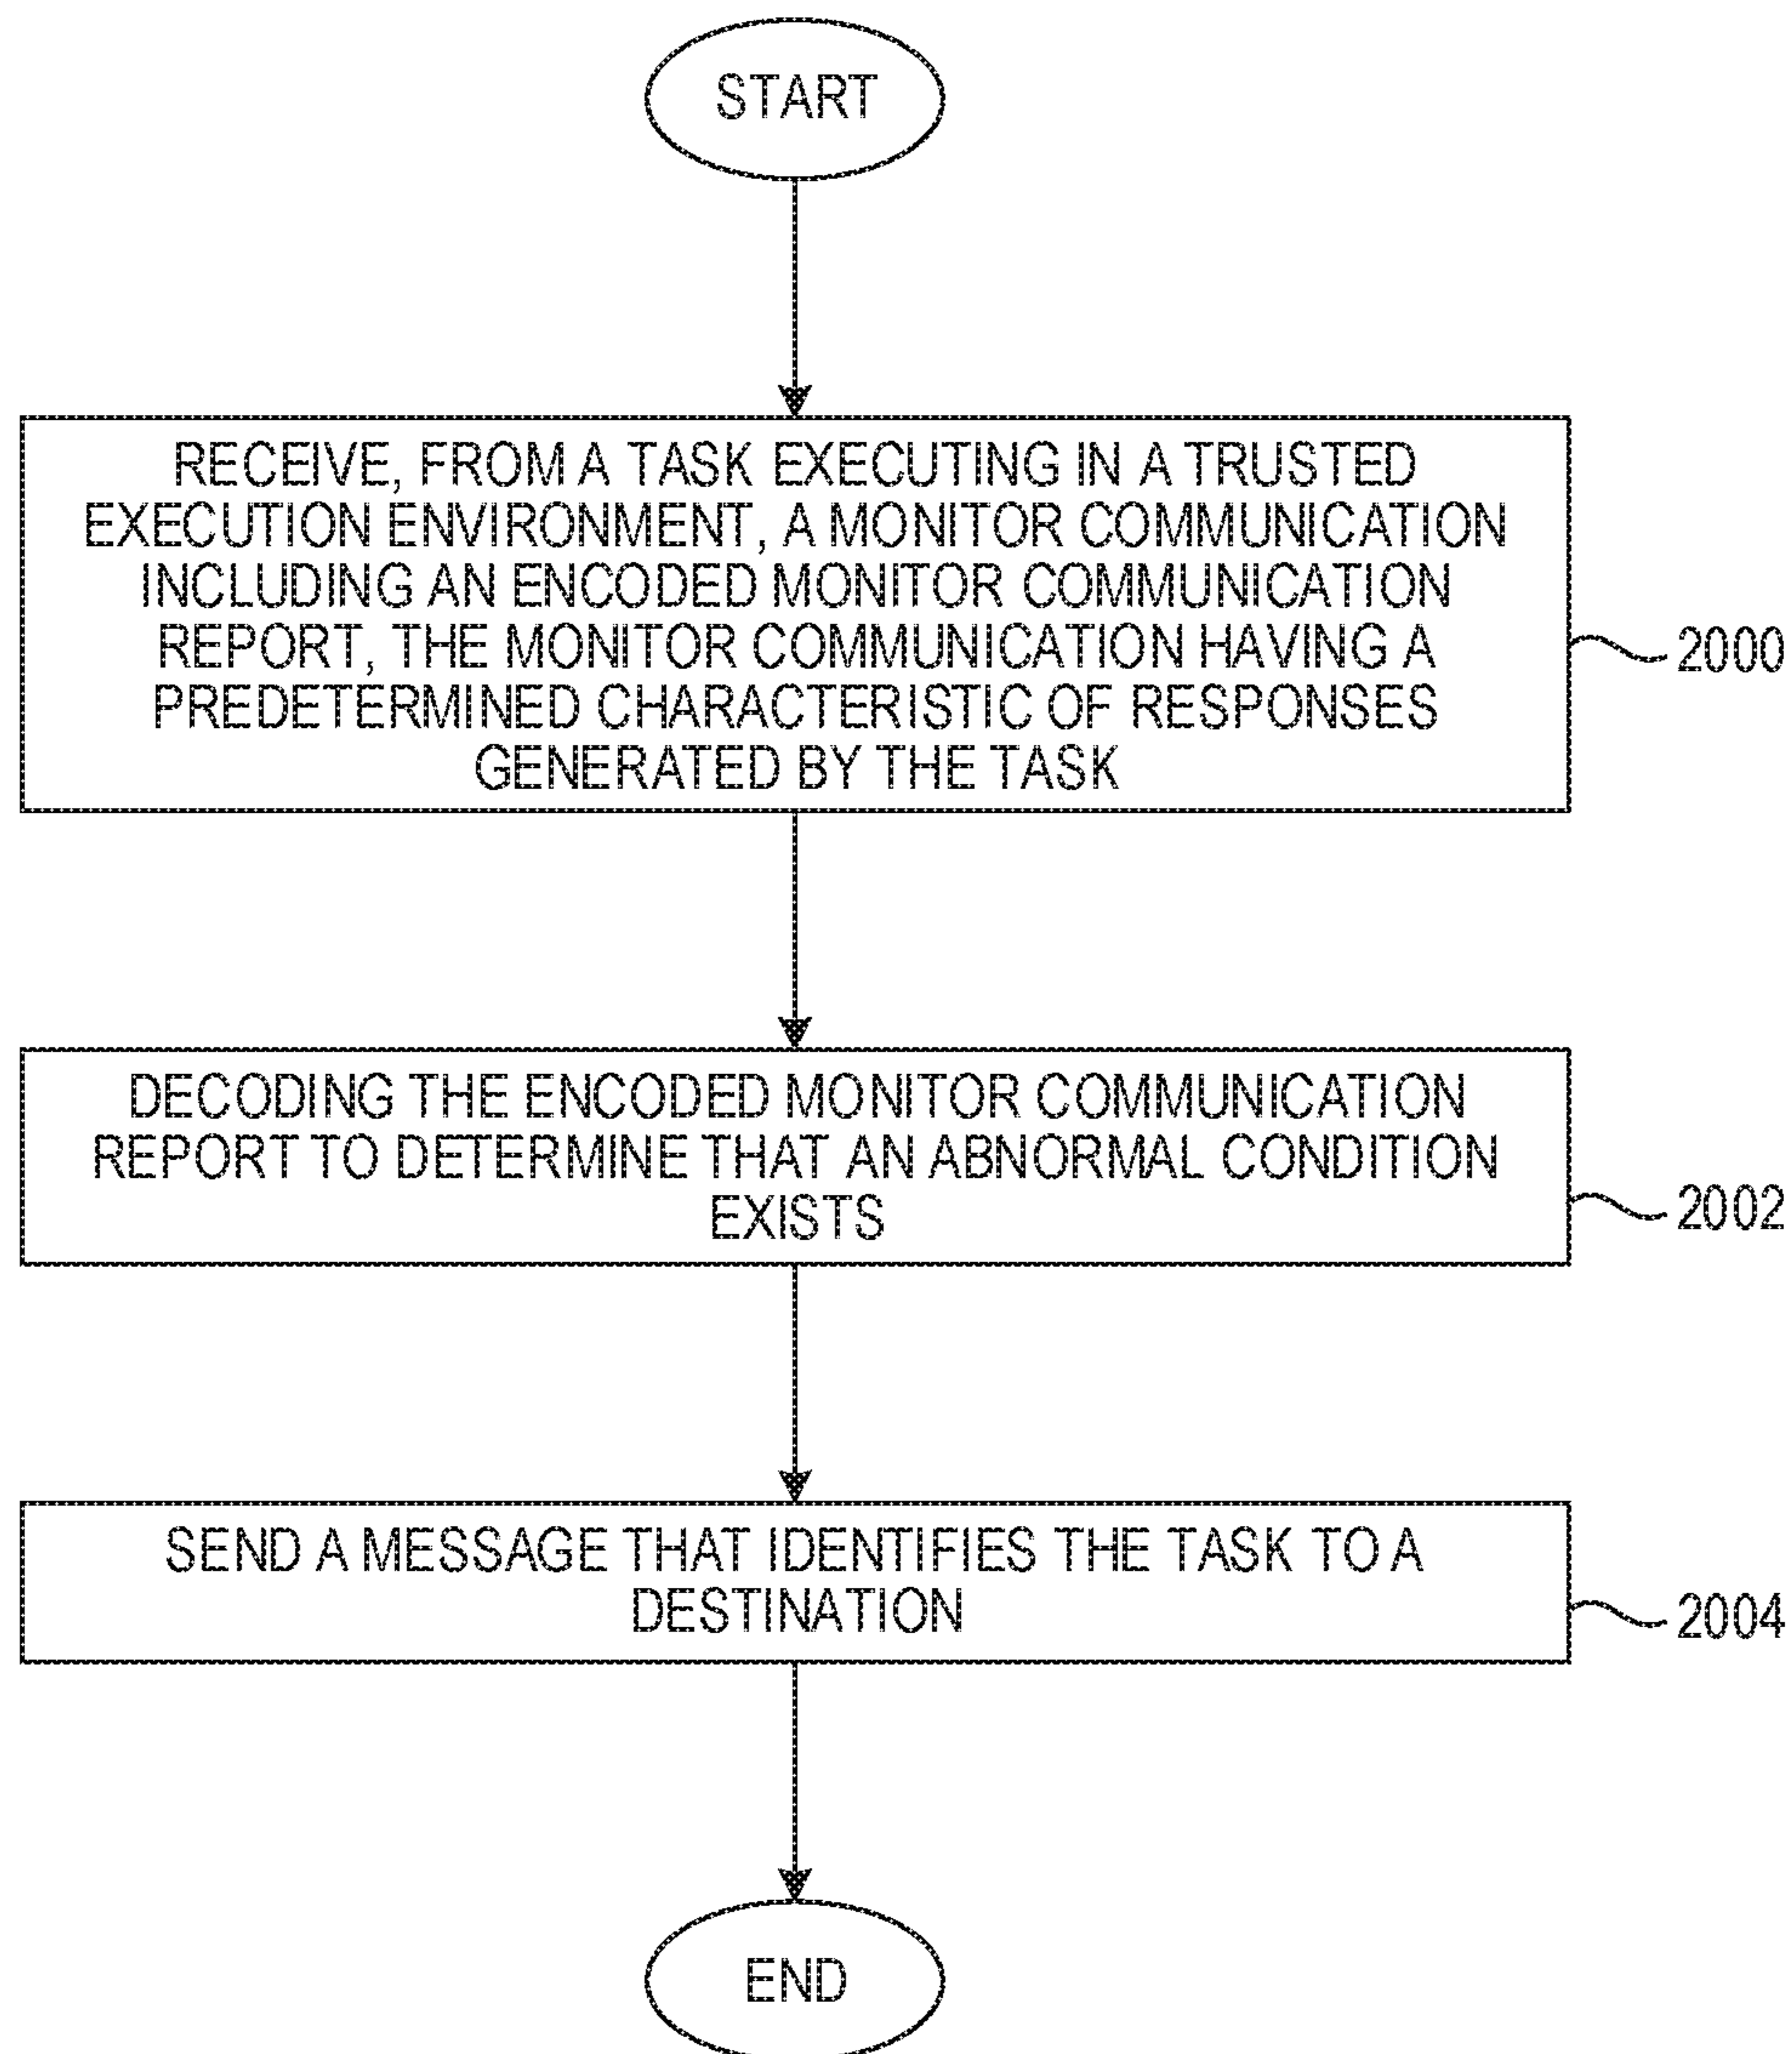 START
RECEIVE, FROM A TASK EXECUTING IN A TRUSTED
EXECUTION ENVIRONMENT, A MONITOR COMMUNICATION
INCLUDING AN ENCODED MONITOR COMMUNICATION
REPORT, THE MONITOR COMMUNICATION HAVING A
PREDETERMINED CHARACTERISTIC OF RESPONSES
GENERATED BY THE TASK
2000
DECODING THE ENCODED MONITOR COMMUNICATION
REPORT TO DETERMINE THAT AN ABNORMAL CONDITION
EXISTS
2002
SEND A MESSAGE THAT IDENTIFIES THE TASK TO A
DESTINATION
2004
END